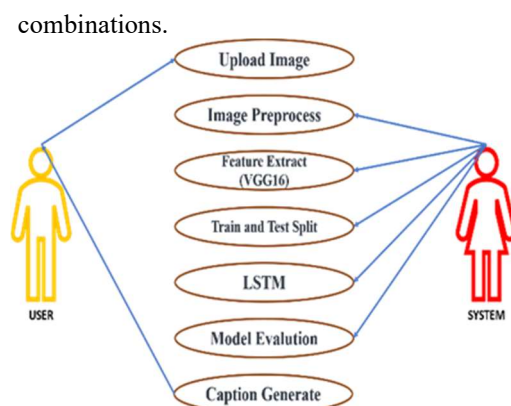 combinations.
Upload Image
Image Preprocess
Feature Extract
(VGG16)
Train and Test Split
LSTM
Model Evalution
Caption Generate
USER
SYSTEM